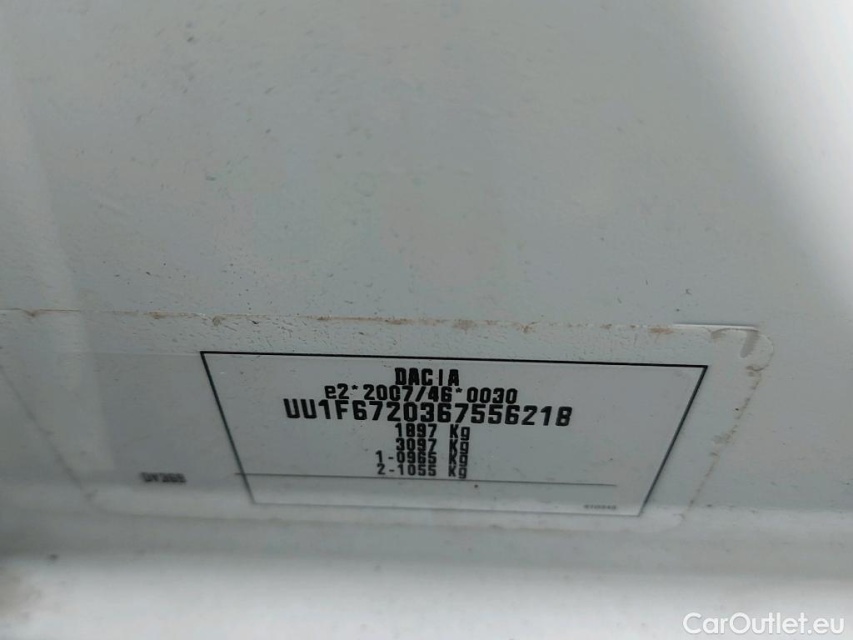 DACIA
e2*2007/46*0030
UU1F6720367556218
1897 Kg
3097 Kg
1-0965 Kg
2-1055 Kg
CarOutlet.eu